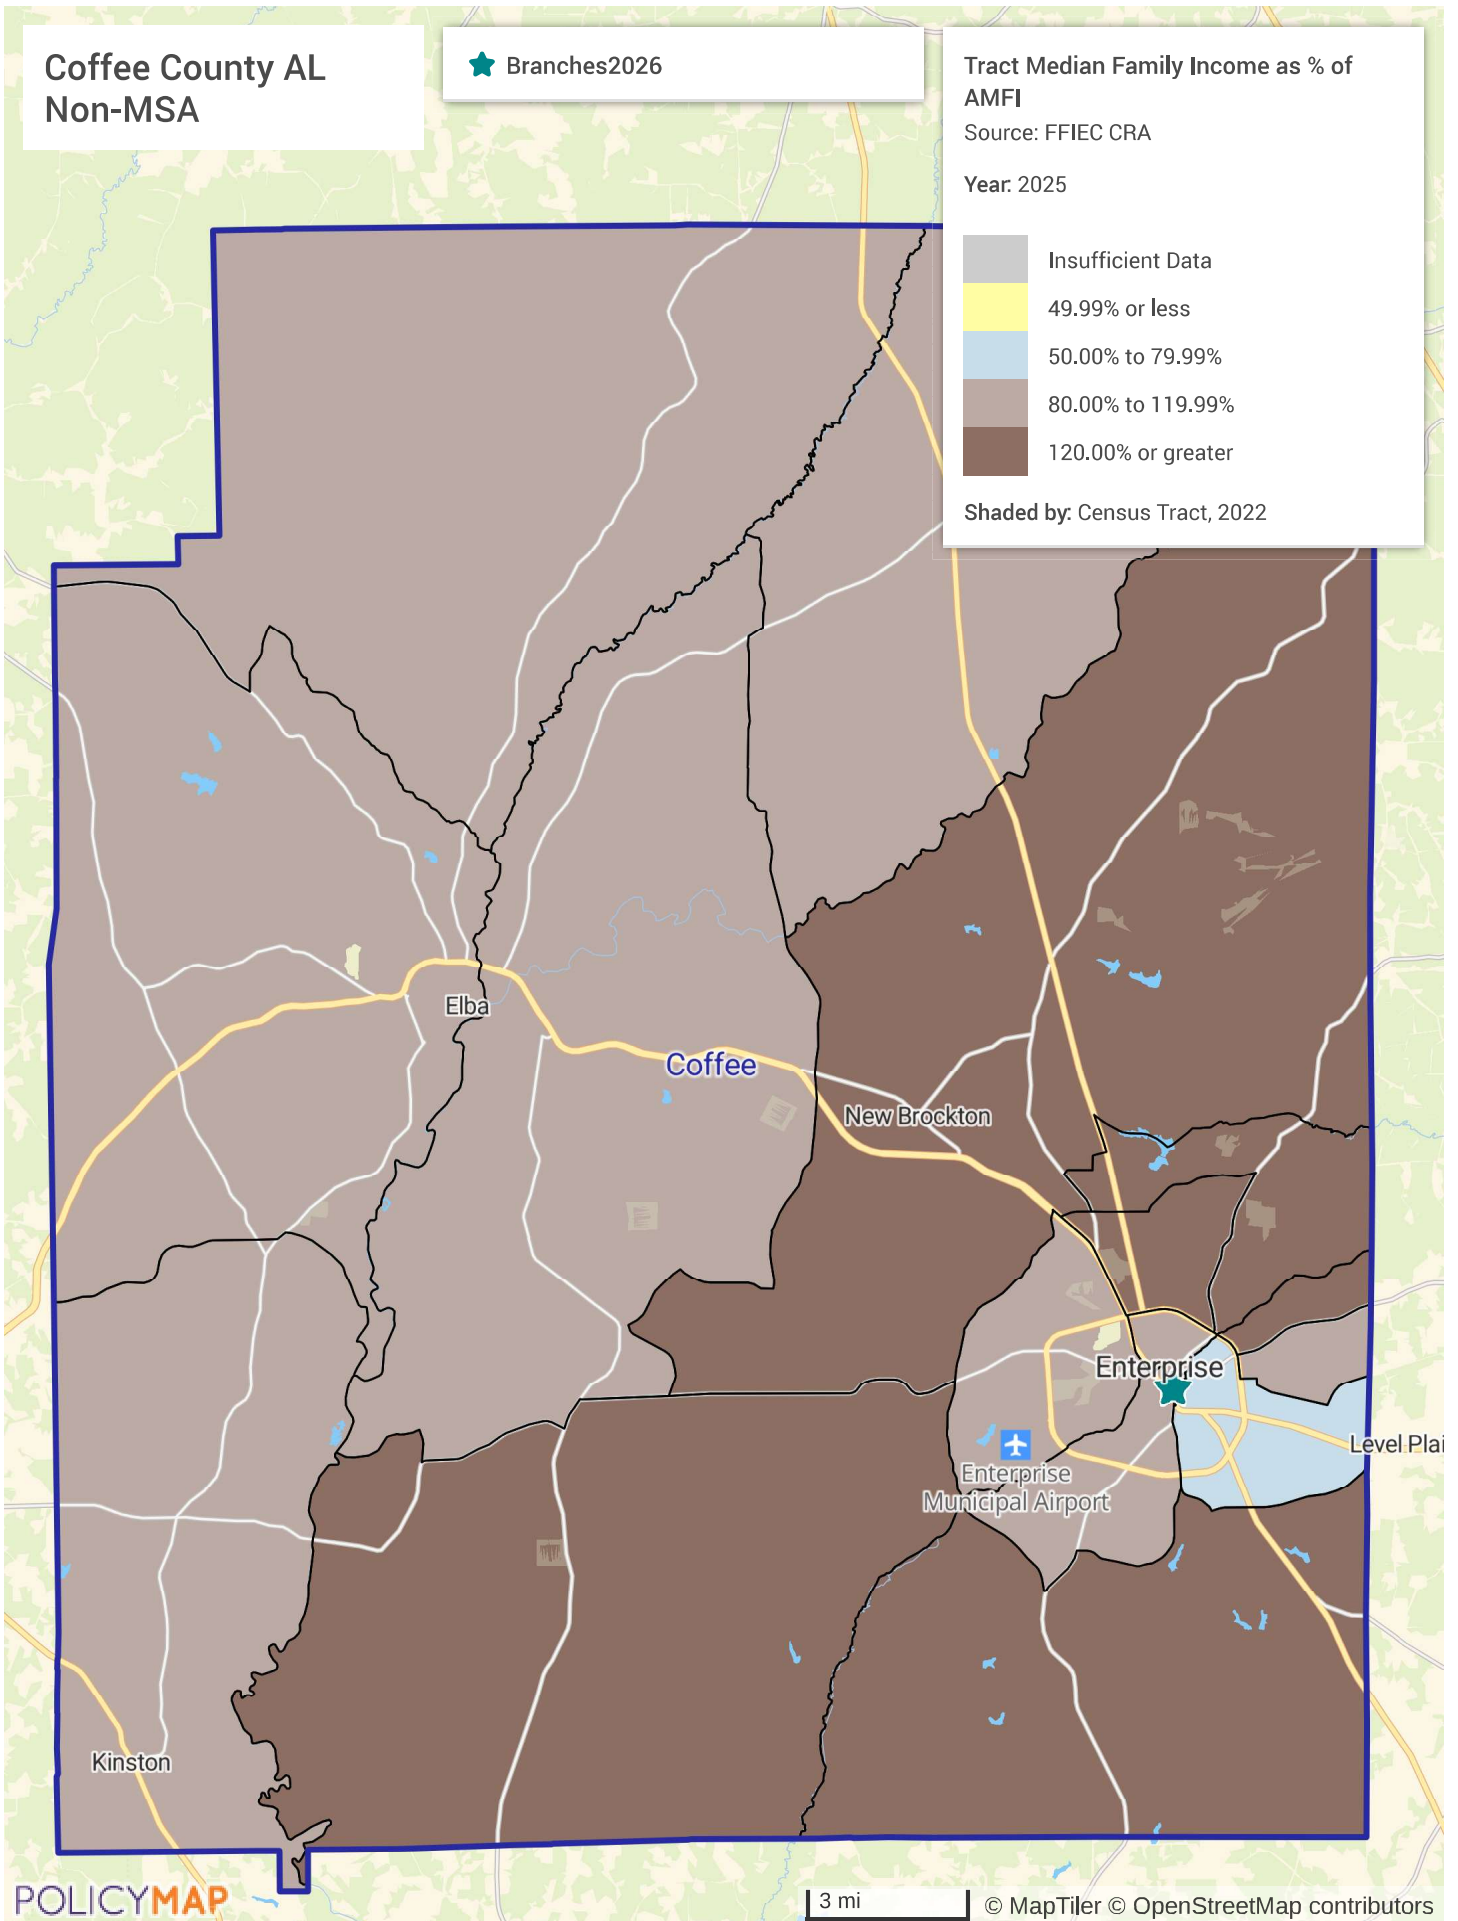 Coffee County AL
Non-MSA
Branches2026
Tract Median Family Income as % of
AMFI
Source: FFIEC CRA
Year: 2025
Insufficient Data
49.99% or less
50.00% to 79.99%
80.00% to 119.99%
120.00% or greater
Shaded by: Census Tract, 2022
Elba
Coffee
New Brockton
Enterprise
Level Plai
Enterprise
Municipal Airport
Kinston
POLICYMAP
3 mi
© MapTiler © OpenStreetMap contributors